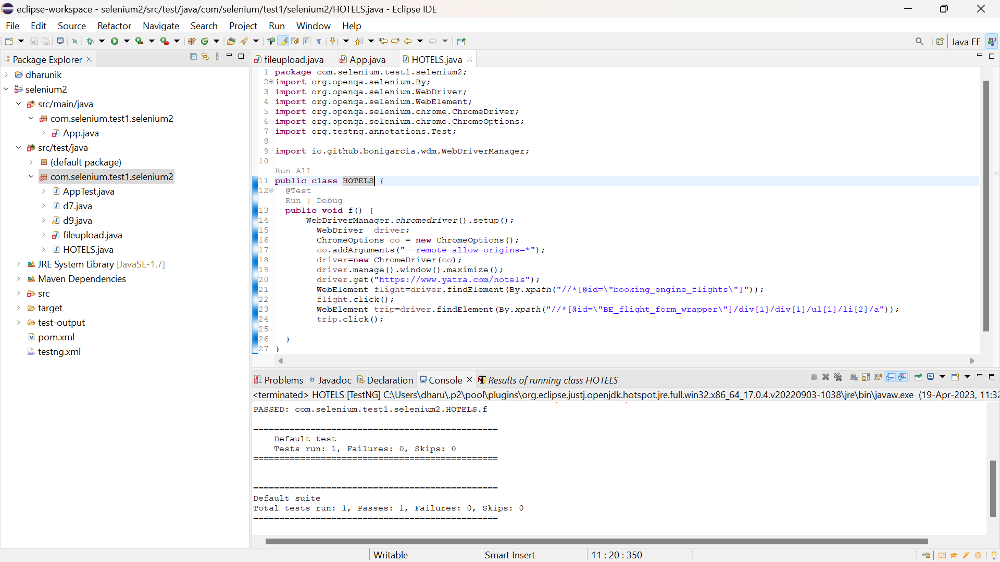 eclipse-workspace - selenium2/src/test/java/com/selenium/test1/selenium2/HOTELS.java - Eclipse IDE
File Edit Source Refactor Navigate Search Project Run Window Help
Java EE
Package Explorer
dharunik
selenium2
src/main/java
com.selenium.test1.selenium2
App.java
src/test/java
(default package)
com.selenium.test1.selenium2
AppTest.java
d7.java
d9.java
fileupload.java
HOTELS.java
JRE System Library [JavaSE-1.7]
Maven Dependencies
src
target
test-output
pom.xml
testng.xml
fileupload.java App.java HOTELS.java
1 package com.selenium.test1.selenium2;
2 import org.openqa.selenium.By;
3 import org.openqa.selenium.WebDriver;
4 import org.openqa.selenium.WebElement;
5 import org.openqa.selenium.chrome.ChromeDriver;
6 import org.openqa.selenium.chrome.ChromeOptions;
7 import org.testng.annotations.Test;
8
9 import io.github.bonigarcia.wdm.WebDriverManager;
10
Run All
11 public class HOTELS {
12 @Test
Run | Debug
13 public void f() {
14 WebDriverManager.chromedriver().setup();
15 WebDriver driver;
16 ChromeOptions co = new ChromeOptions();
17 co.addArguments("--remote-allow-origins=*");
18 driver=new ChromeDriver(co);
19 driver.manage().window().maximize();
20 driver.get("https://www.yatra.com/hotels");
21 WebElement flight=driver.findElement(By.xpath("//*[@id=\"booking_engine_flights\"]"));
22 flight.click();
23 WebElement trip=driver.findElement(By.xpath("//*[@id=\"BE_flight_form_wrapper\"]/div[1]/div[1]/ul[1]/li[2]/a"));
24 trip.click();
25
26 }
27 }
Problems Javadoc Declaration Console Results of running class HOTELS
<terminated> HOTELS [TestNG] C:\Users\dharu\.p2\pool\plugins\org.eclipse.justj.openjdk.hotspot.jre.full.win32.x86_64_17.0.4.v20220903-1038\jre\bin\javaw.exe (19-Apr-2023, 11:32
PASSED: com.selenium.test1.selenium2.HOTELS.f
===============================================
Default test
Tests run: 1, Failures: 0, Skips: 0
===============================================
===============================================
Default suite
Total tests run: 1, Passes: 1, Failures: 0, Skips: 0
===============================================
Writable Smart Insert 11 : 20 : 350